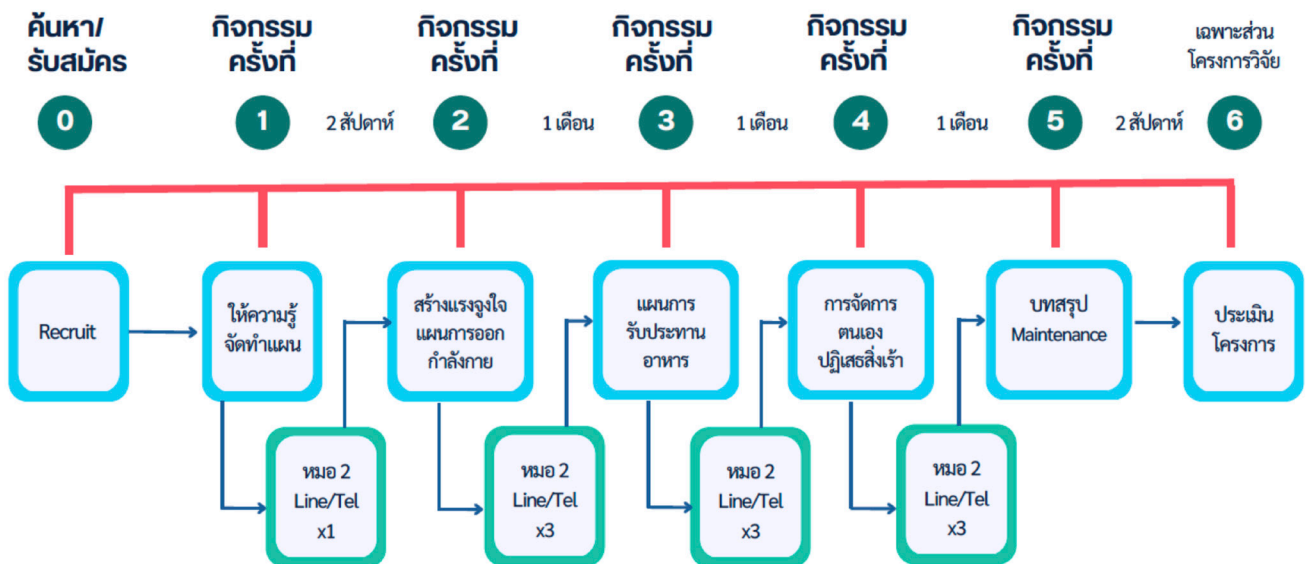 ค้นหา/
รับสมัคร
กิจกรรม
ครั้งที่
กิจกรรม
ครั้งที่
กิจกรรม
ครั้งที่
กิจกรรม
ครั้งที่
กิจกรรม
ครั้งที่
เฉพาะส่วน
โครงการวิจัย
0
1
2 สัปดาห์
2
1 เดือน
3
1 เดือน
4
1 เดือน
5
2 สัปดาห์
6
Recruit
ให้ความรู้
จัดทำแผน
สร้างแรงจูงใจ
แผนการออก
กำลังกาย
แผนการ
รับประทาน
อาหาร
การจัดการ
ตนเอง
ปฏิเสธสิ่งเร้า
บทสรุป
Maintenance
ประเมิน
โครงการ
หมอ 2
Line/Tel
x1
หมอ 2
Line/Tel
x3
หมอ 2
Line/Tel
x3
หมอ 2
Line/Tel
x3